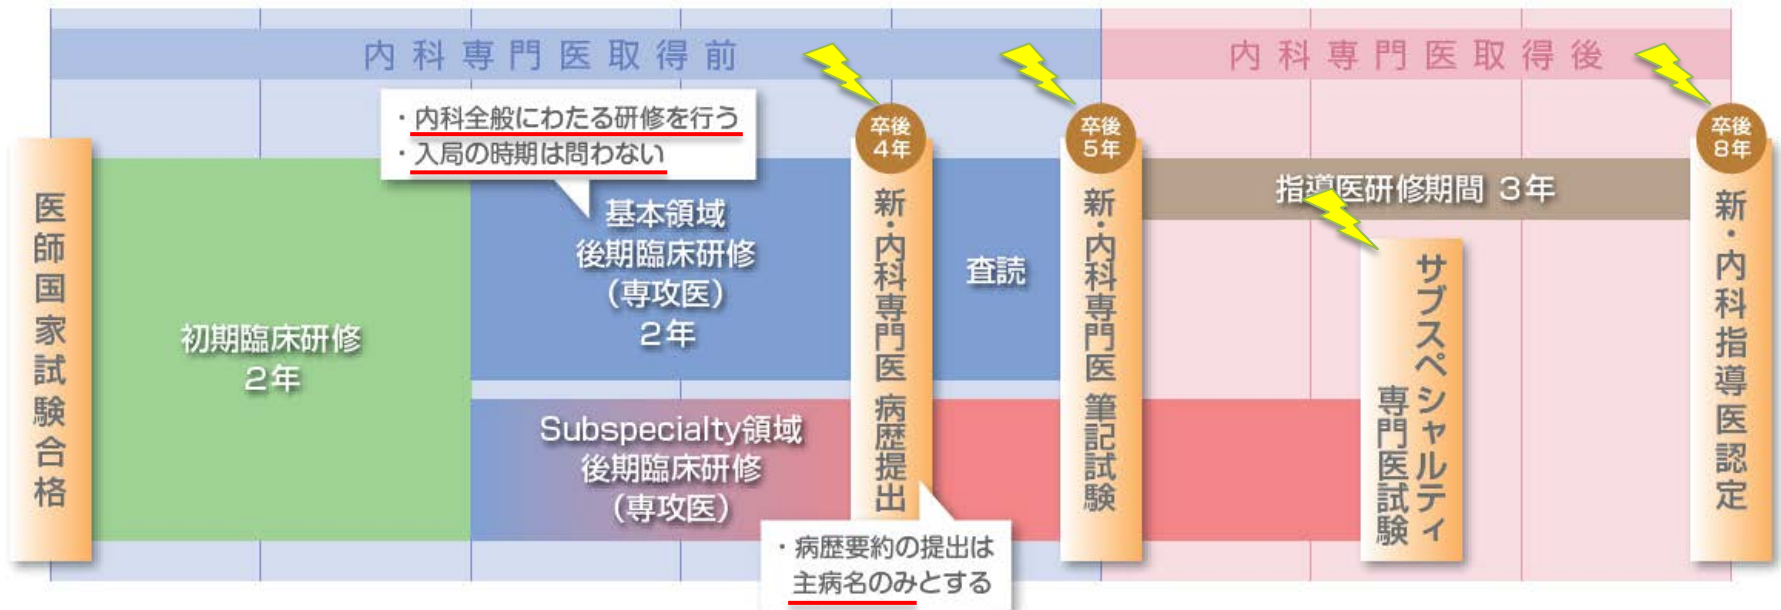 内科専門医取得前
内科専門医取得後
・内科全般にわたる研修を行う
・入局の時期は問わない
卒後
4年
卒後
5年
卒後
8年
医師国家試験合格
初期臨床研修
2年
基本領域
後期臨床研修
(専攻医)
2年
Subspecialty領域
後期臨床研修
(専攻医)
新・内科専門医 病歴提出
・病歴要約の提出は
主病名のみとする
査読
新・内科専門医 筆記試験
指導医研修期間 3年
サブスペシャルティ
専門医試験
新・内科指導医認定